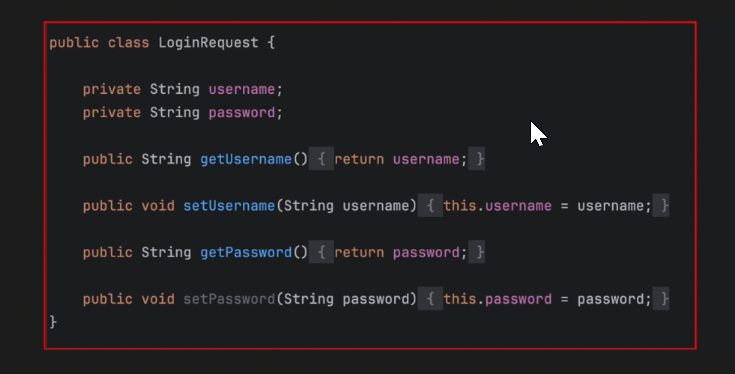 public class LoginRequest {
private String username;
private String password;
public String getUsername() { return username; }
public void setUsername(String username) { this.username = username; }
public String getPassword() { return password; }
public void setPassword(String password) { this.password = password; }
}